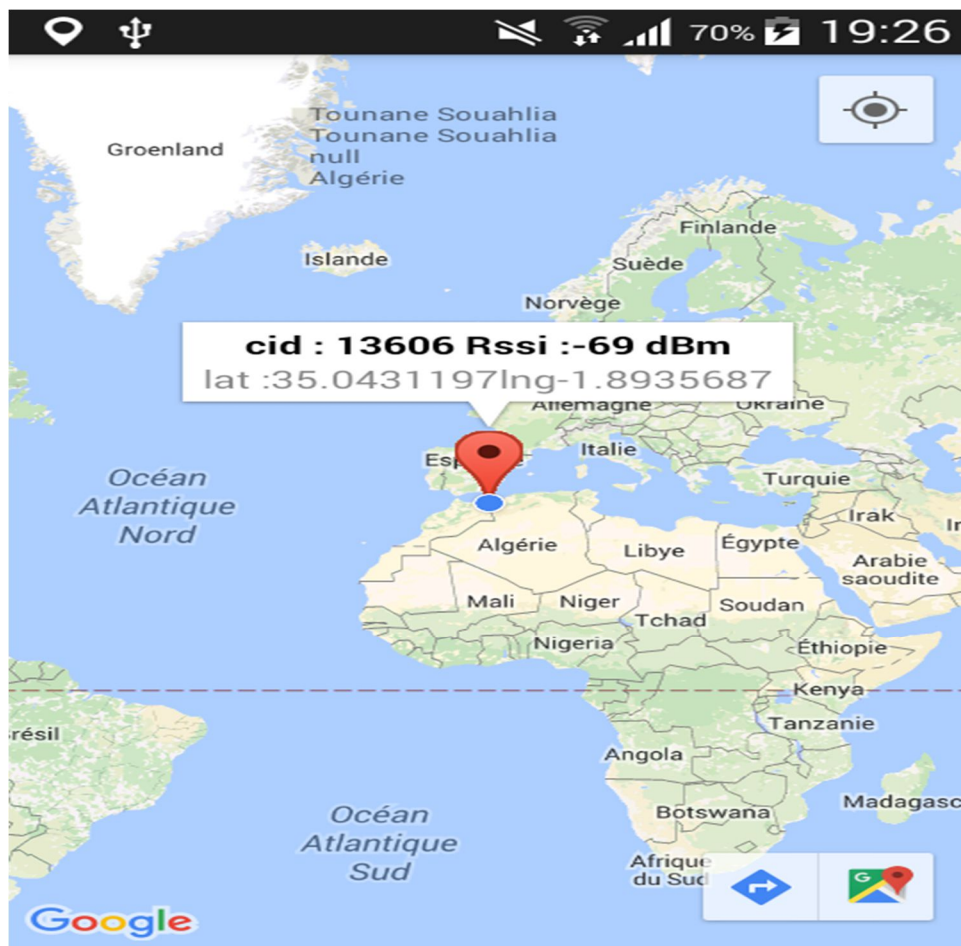 70% 19:26
Tounane Souahlia
Tounane Souahlia
null
Algérie
Groenland
Finlande
Islande
Suède
Norvège
cid : 13606 Rssi :-69 dBm
lat :35.0431197lng-1.8935687
Allemagne
Ukraine
Italie
Océan
Atlantique
Nord
Turquie
Irak
Algérie
Libye
Égypte
Arabie
saoudite
Mali
Niger
Tchad
Soudan
Nigeria
Éthiopie
Kenya
Tanzanie
résil
Angola
Botswana
Madagasc
Océan
Atlantique
Sud
Afrique
du Sud
Google